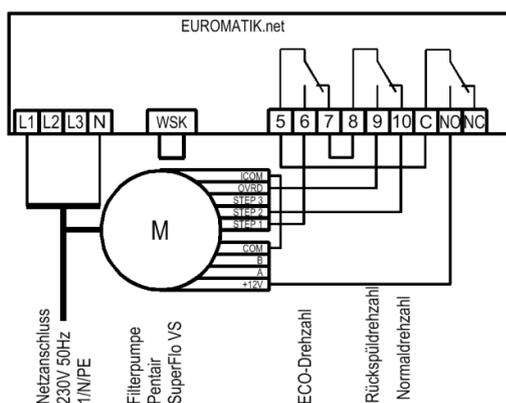 EUROMATIK.net
L1 L2 L3 N WSK 5 6 7 8 9 10 C NO NC
M
ICOM
OVRD
STEP 3
STEP 2
STEP 1
COM
B
A
+12V
Netzanschluss
230V 50Hz
1/N/PE
Filterpumpe
Pentair
SuperFlo VS
ECO-Drehzahl
Rückspüldrehzahl
Normaldrehzahl